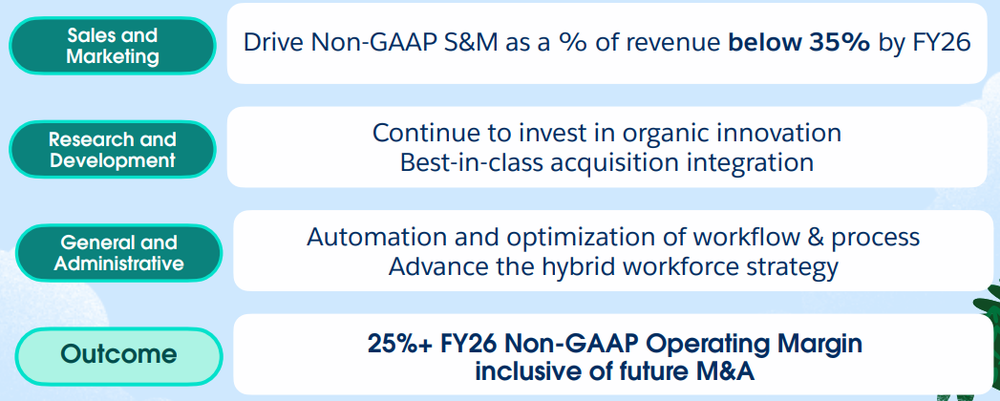 Sales and
Marketing
Drive Non-GAAP S&M as a % of revenue below 35% by FY26
Research and
Development
Continue to invest in organic innovation
Best-in-class acquisition integration
General and
Administrative
Automation and optimization of workflow & process
Advance the hybrid workforce strategy
Outcome
25%+ FY26 Non-GAAP Operating Margin
inclusive of future M&A